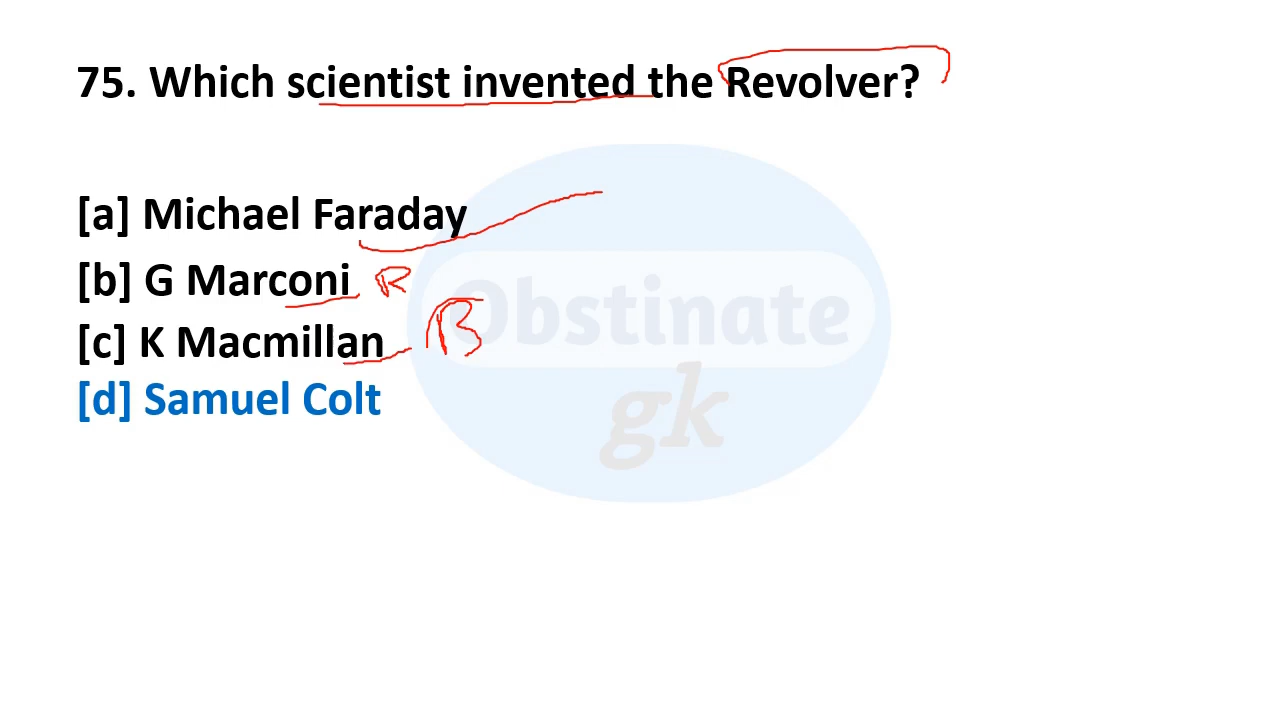 75. Which scientist invented the Revolver?
[a] Michael Faraday
[b] G Marconi R
[c] K Macmillan B
[d] Samuel Colt
Obstinate
gk